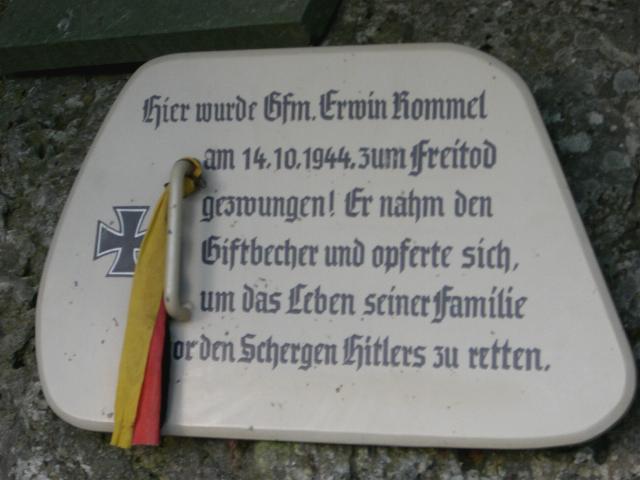 Hier wurde Gfm. Erwin Rommel
am 14.10.1944. zum Freitod
gezwungen! Er nahm den
Giftbecher und opferte sich,
um das Leben seiner Familie
vor den Schergen Hitlers zu retten.